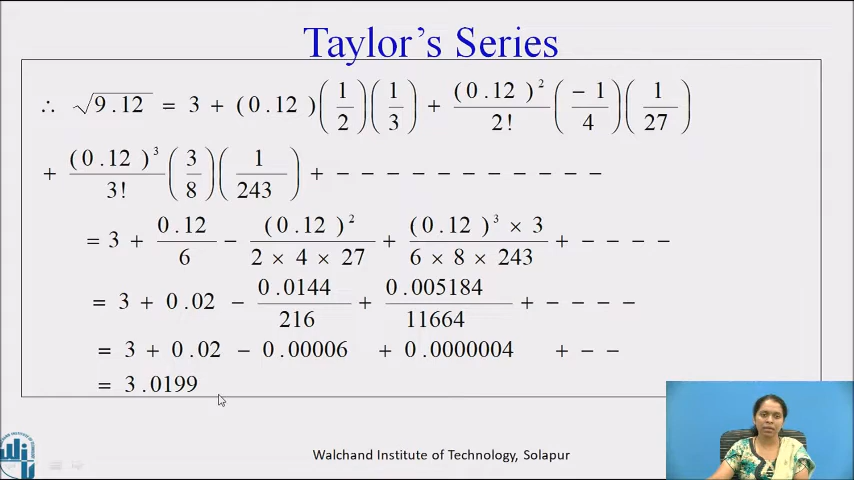 Taylor's Series
∴ √9.12 = 3 + (0.12) (1/2) (1/3) + (0.12)²/2! (-1/4) (1/27)
+ (0.12)³/3! (3/8) (1/243) + - - - - - - - - - - -
= 3 + 0.12/6 - (0.12)²/(2 × 4 × 27) + (0.12)³ × 3/(6 × 8 × 243) + - - - -
= 3 + 0.02 - 0.0144/216 + 0.005184/11664 + - - - -
= 3 + 0.02 - 0.00006 + 0.0000004 + - -
= 3.0199
Walchand Institute of Technology, Solapur